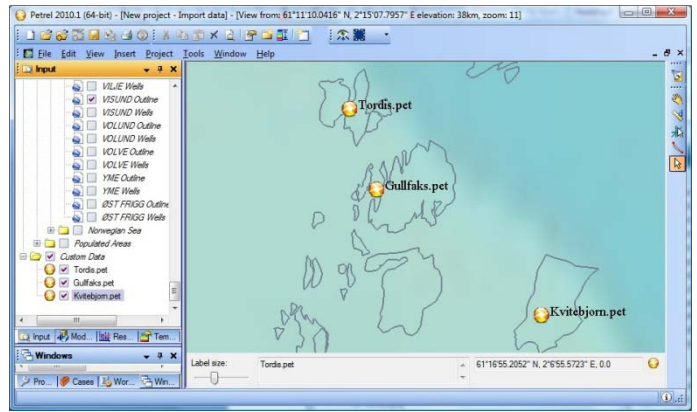 Petrel 2010.1 (64-bit) - [New project - Import data] - [View from: 61°11'10.0416" N, 2°15'07.7957" E elevation: 38km, zoom: 11]
File Edit View Insert Project Tools Window Help
Input
VILJE Wells
VISUND Outline
VISUND Wells
VOLUND Outline
VOLUND Wells
VOLVE Outline
VOLVE Wells
YME Outline
YME Wells
ØST FRIGG Outline
ØST FRIGG Wells
Norwegian Sea
Populated Areas
Custom Data
Tordis.pet
Gullfaks.pet
Kvitebjorn.pet
Input Mod... Res... Tem...
Windows
Pro... Cases Wor... Win...
Tordis.pet
Gullfaks.pet
Kvitebjorn.pet
Label size:
Tordis.pet
61°16'55.2052" N, 2°6'55.5723" E, 0.0